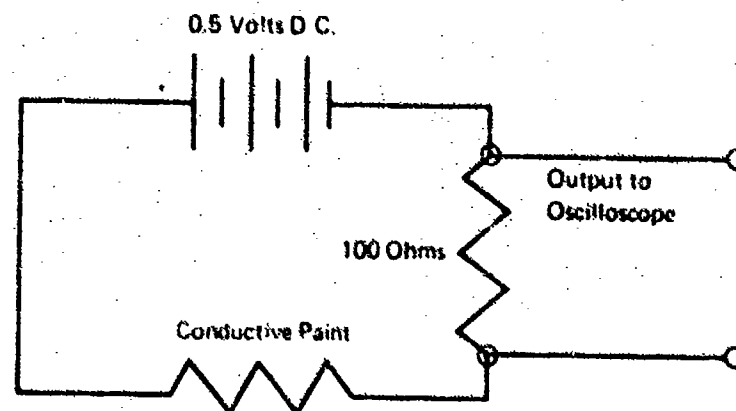 0.5 Volts D C.
Output to
Oscilloscope
100 Ohms
Conductive Paint